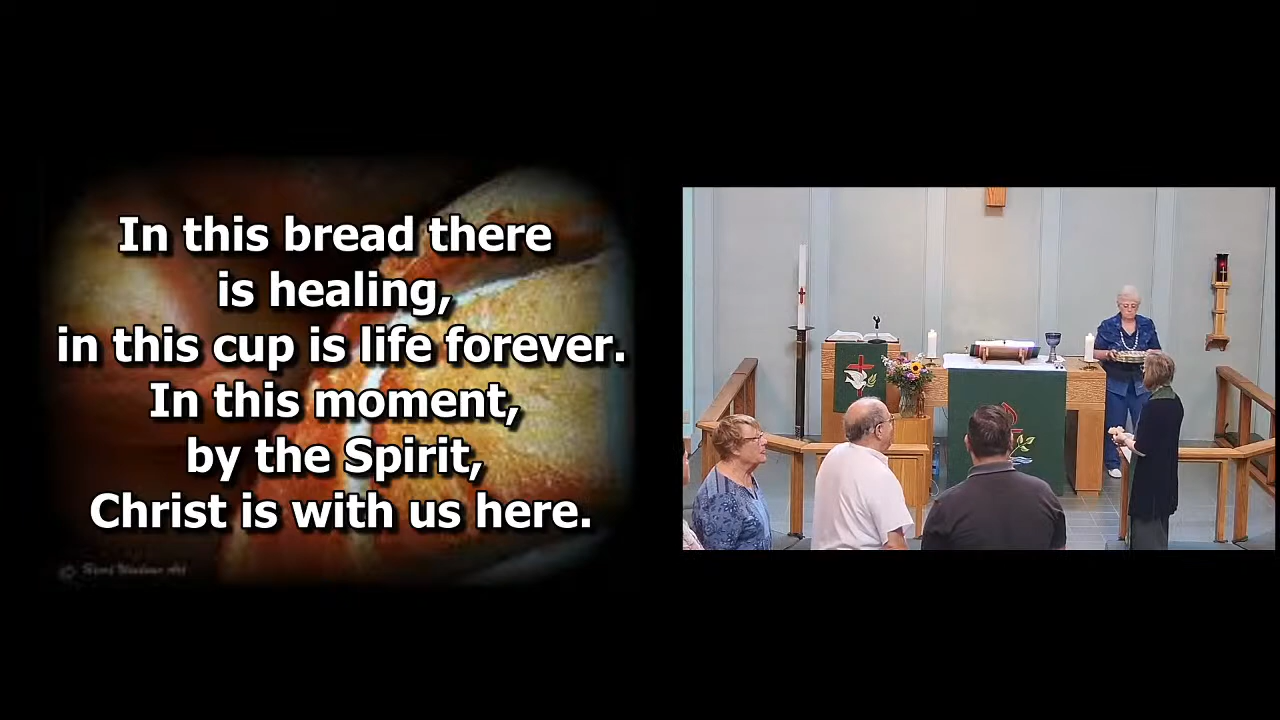 In this bread there
is healing,
in this cup is life forever.
In this moment,
by the Spirit,
Christ is with us here.
©